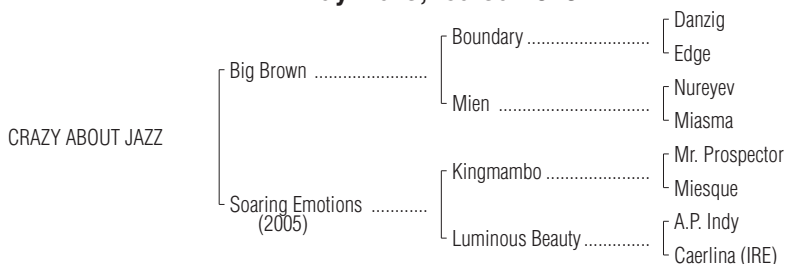 Danzig
Boundary ..........................
Edge
Big Brown ........................
Nureyev
Mien ................................
Miasma
CRAZY ABOUT JAZZ
Mr. Prospector
Kingmambo ......................
Miesque
Soaring Emotions ............
(2005)
A.P. Indy
Luminous Beauty ..............
Caerlina (IRE)